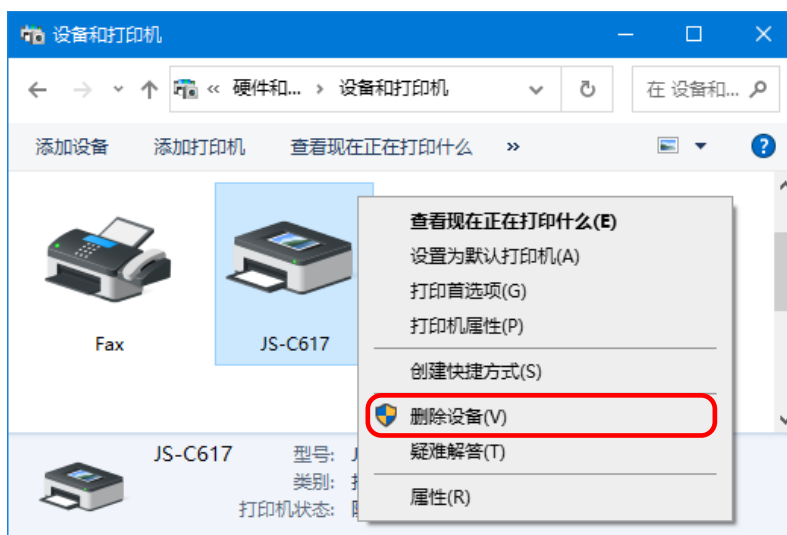 设备和打印机
« 硬件和... › 设备和打印机
在 设备和...
添加设备 添加打印机 查看现在正在打印什么 »
Fax
JS-C617
查看现在正在打印什么(E)
设置为默认打印机(A)
打印首选项(G)
打印机属性(P)
创建快捷方式(S)
删除设备(V)
疑难解答(T)
属性(R)
JS-C617 型号: J
类别:
打印机状态: